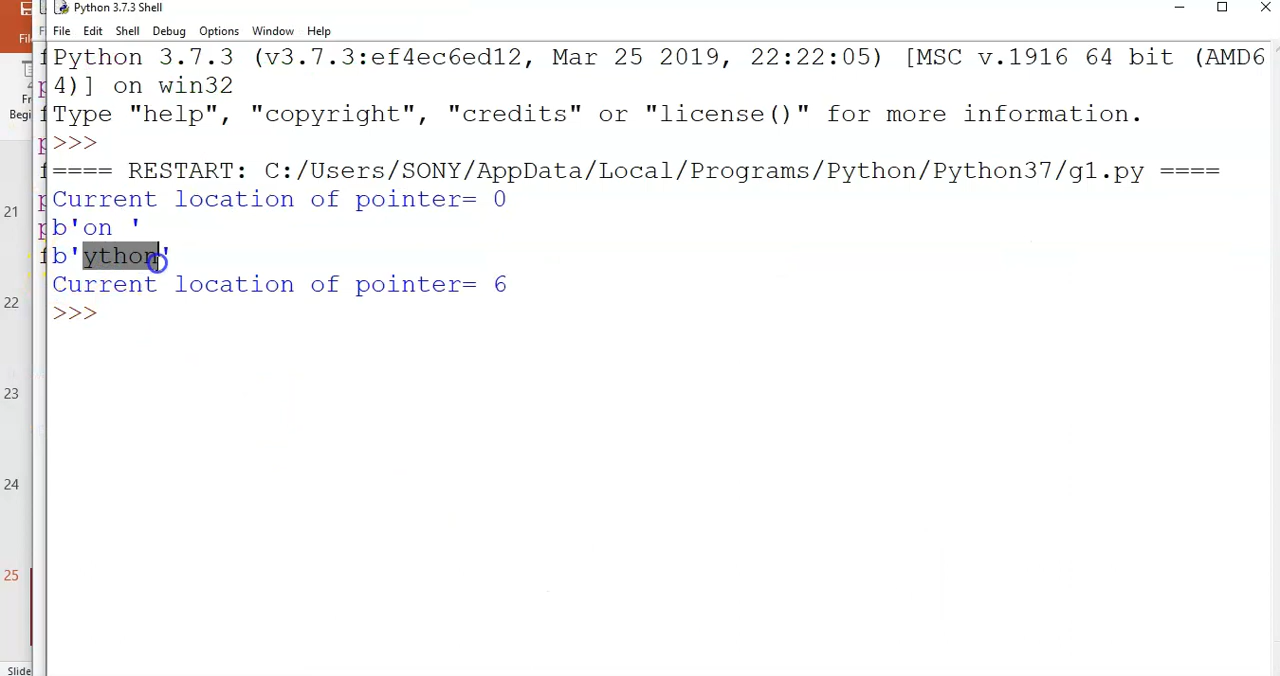 Python 3.7.3 Shell
File Edit Shell Debug Options Window Help
Python 3.7.3 (v3.7.3:ef4ec6ed12, Mar 25 2019, 22:22:05) [MSC v.1916 64 bit (AMD6
4)] on win32
Type "help", "copyright", "credits" or "license()" for more information.
>>>
==== RESTART: C:/Users/SONY/AppData/Local/Programs/Python/Python37/g1.py ====
Current location of pointer= 0
b'on '
b'ython'
Current location of pointer= 6
>>>
21
22
23
24
25
Slide